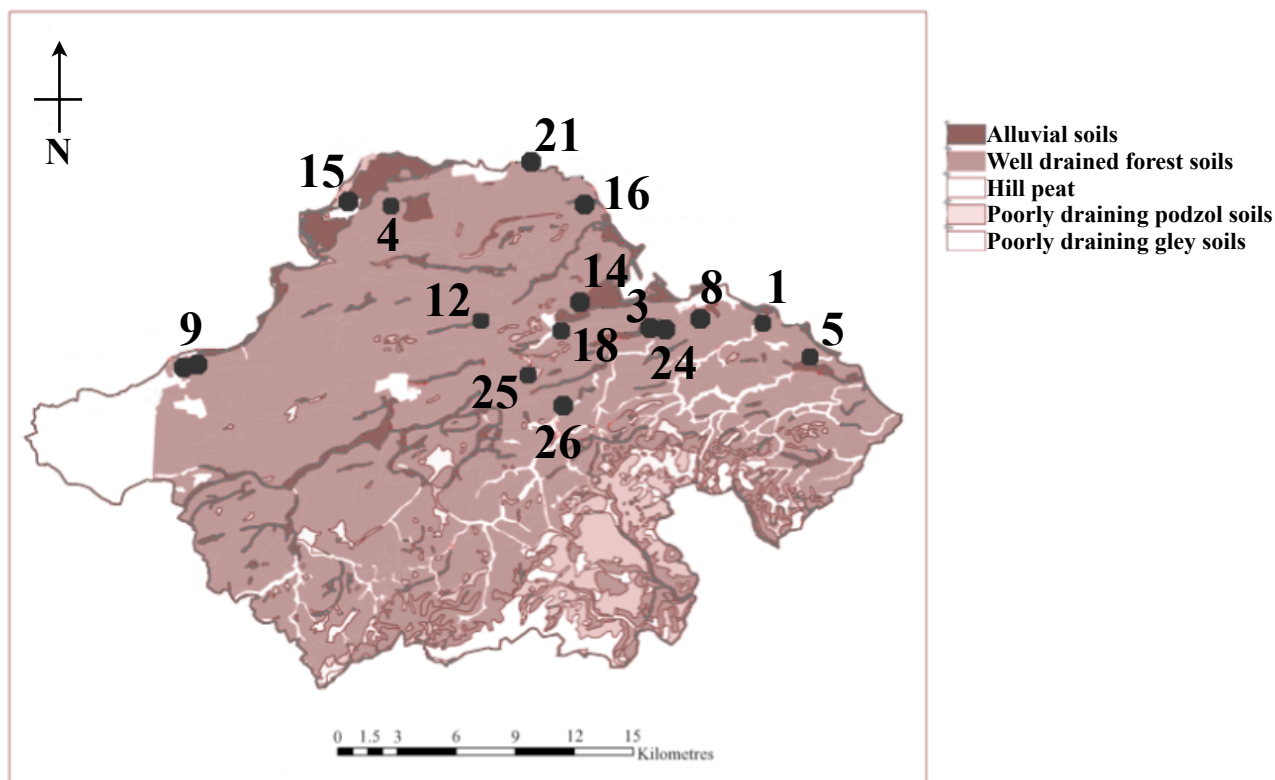 N
21
15
16
4
14
12
3
8
1
9
18
24
5
25
26
Alluvial soils
Well drained forest soils
Hill peat
Poorly draining podzol soils
Poorly draining gley soils
0 1.5 3 6 9 12 15
Kilometres